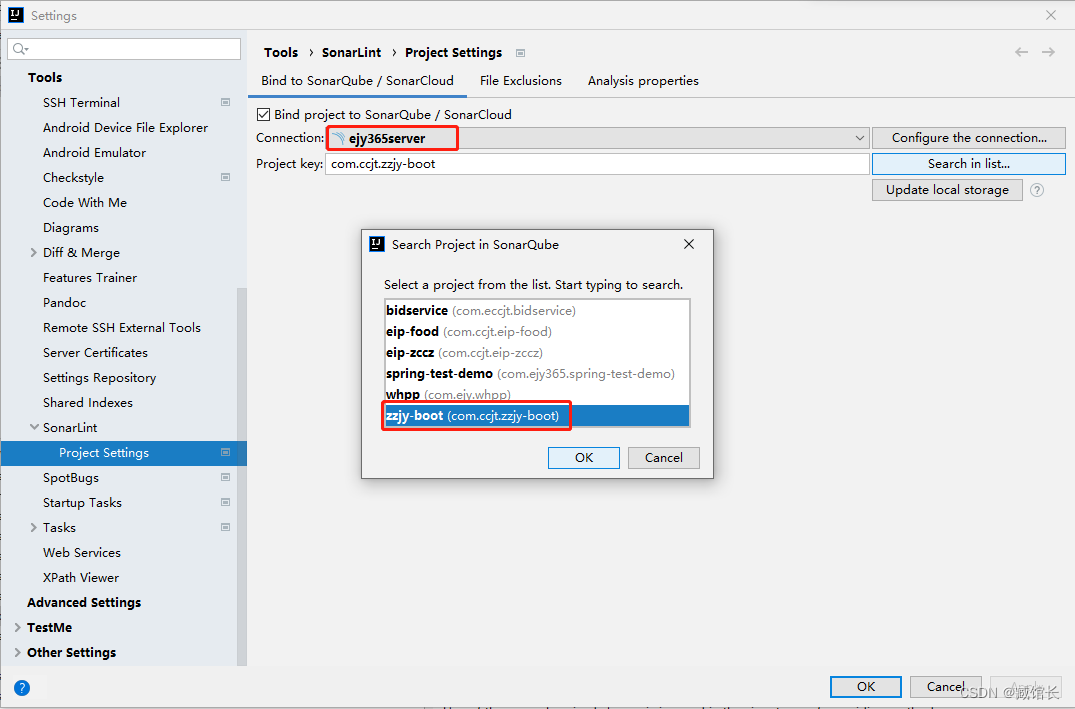 Settings
Tools › SonarLint › Project Settings
Tools
SSH Terminal
Android Device File Explorer
Android Emulator
Checkstyle
Code With Me
Diagrams
Diff & Merge
Features Trainer
Pandoc
Remote SSH External Tools
Server Certificates
Settings Repository
Shared Indexes
SonarLint
Project Settings
SpotBugs
Startup Tasks
Tasks
Web Services
XPath Viewer
Advanced Settings
TestMe
Other Settings
Bind to SonarQube / SonarCloud File Exclusions Analysis properties
Bind project to SonarQube / SonarCloud
Connection: ejy365server Configure the connection...
Project key: com.ccjt.zzjy-boot Search in list...
Update local storage ?
Search Project in SonarQube
Select a project from the list. Start typing to search.
bidservice (com.eccjt.bidservice)
eip-food (com.ccjt.eip-food)
eip-zccz (com.ccjt.eip-zccz)
spring-test-demo (com.ejy365.spring-test-demo)
whpp (com.ejy.whpp)
zzjy-boot (com.ccjt.zzjy-boot)
OK Cancel
? OK Cancel Apply
CSDN @臧馆长